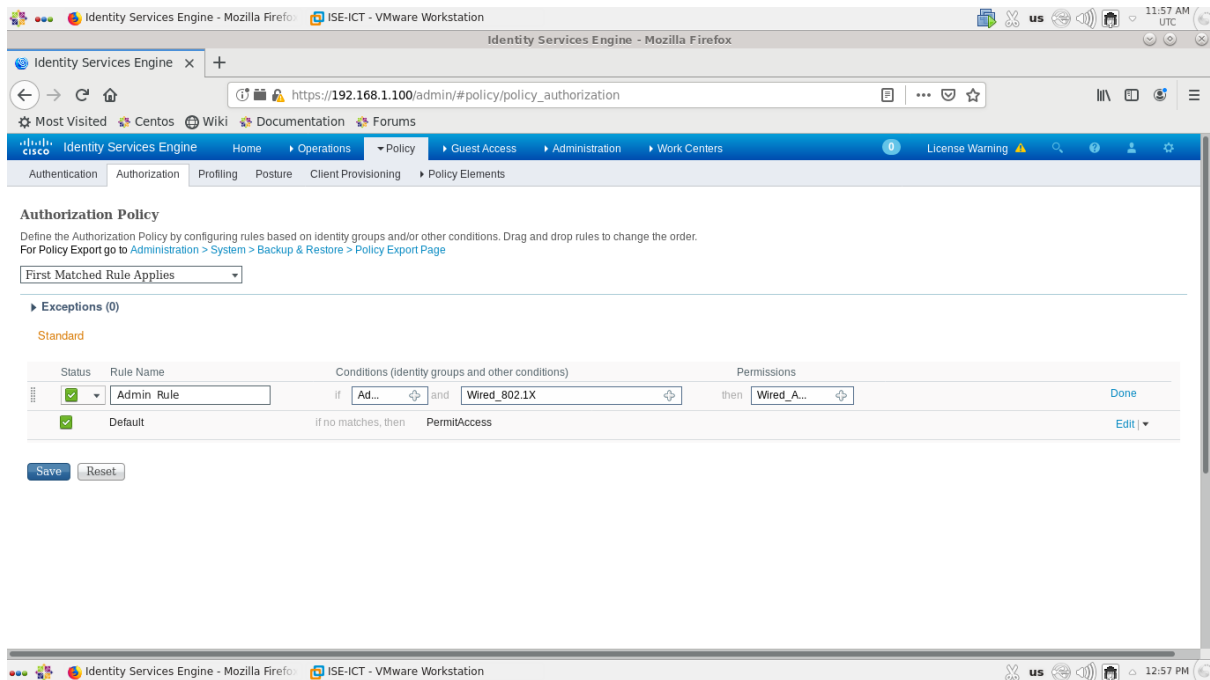 Identity Services Engine - Mozilla Firefo
ISE-ICT - VMware Workstation
us
11:57 AM
UTC
Identity Services Engine - Mozilla Firefox
Identity Services Engine
https://192.168.1.100/admin/#policy/policy_authorization
Most Visited Centos Wiki Documentation Forums
CISCO Identity Services Engine Home Operations Policy Guest Access Administration Work Centers 0 License Warning
Authentication Authorization Profiling Posture Client Provisioning Policy Elements
Authorization Policy
Define the Authorization Policy by configuring rules based on identity groups and/or other conditions. Drag and drop rules to change the order.
For Policy Export go to Administration > System > Backup & Restore > Policy Export Page
First Matched Rule Applies
Exceptions (0)
Standard
Status Rule Name Conditions (identity groups and other conditions) Permissions
Admin Rule if Ad... and Wired_802.1X then Wired_A... Done
Default if no matches, then PermitAccess Edit |
Save Reset
Identity Services Engine - Mozilla Firefo ISE-ICT - VMware Workstation us 12:57 PM